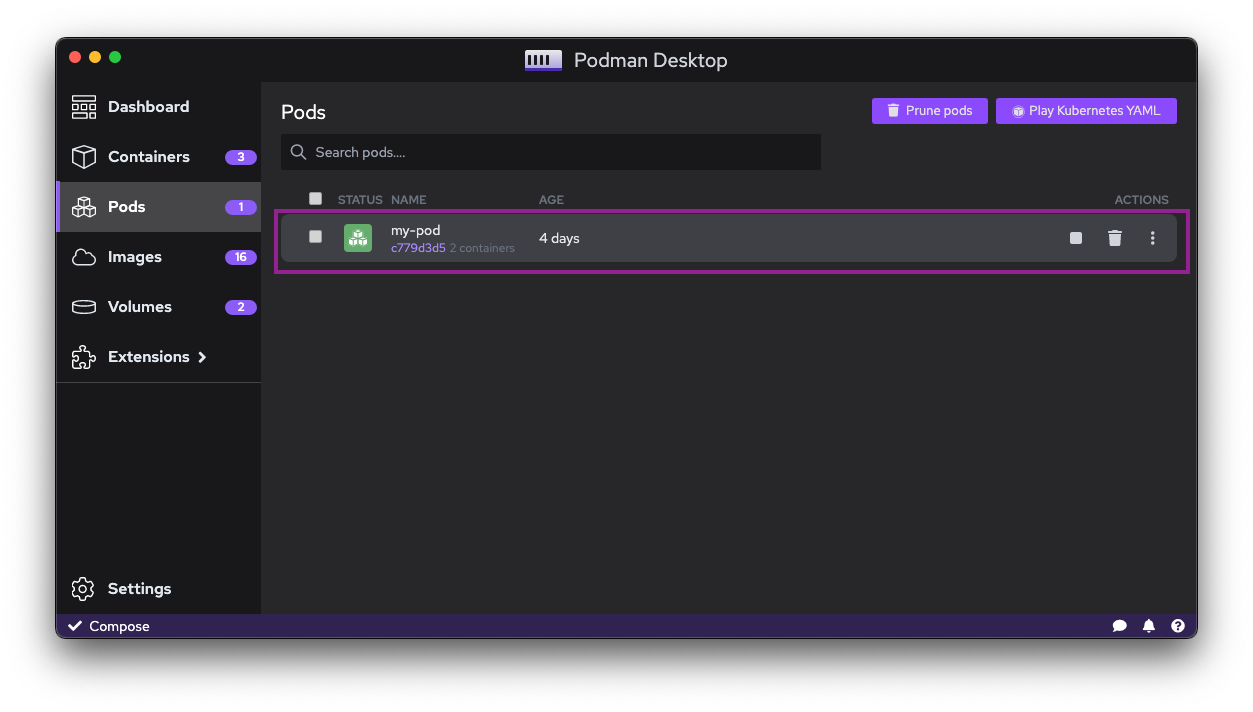 Podman Desktop
Dashboard
Containers 3
Pods 1
Images 16
Volumes 2
Extensions
Settings
Pods
Prune pods
Play Kubernetes YAML
Search pods....
STATUS NAME AGE ACTIONS
my-pod
c779d3d5 2 containers
4 days
Compose